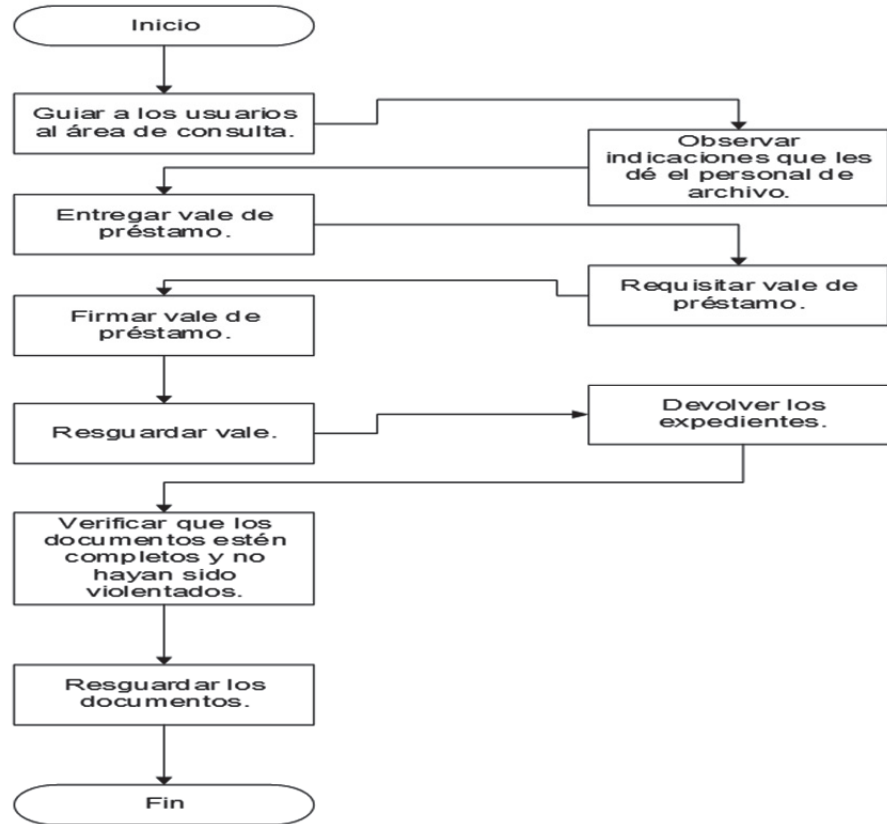 Inicio
Guiar a los usuarios
al área de consulta.
Observar
indicaciones que les
dé el personal de
archivo.
Entregar vale de
préstamo.
Requisitar vale de
préstamo.
Firmar vale de
préstamo.
Resguardar vale.
Devolver los
expedientes.
Verificar que los
documentos estén
completos y no
hayan sido
violentados.
Resguardar los
documentos.
Fin